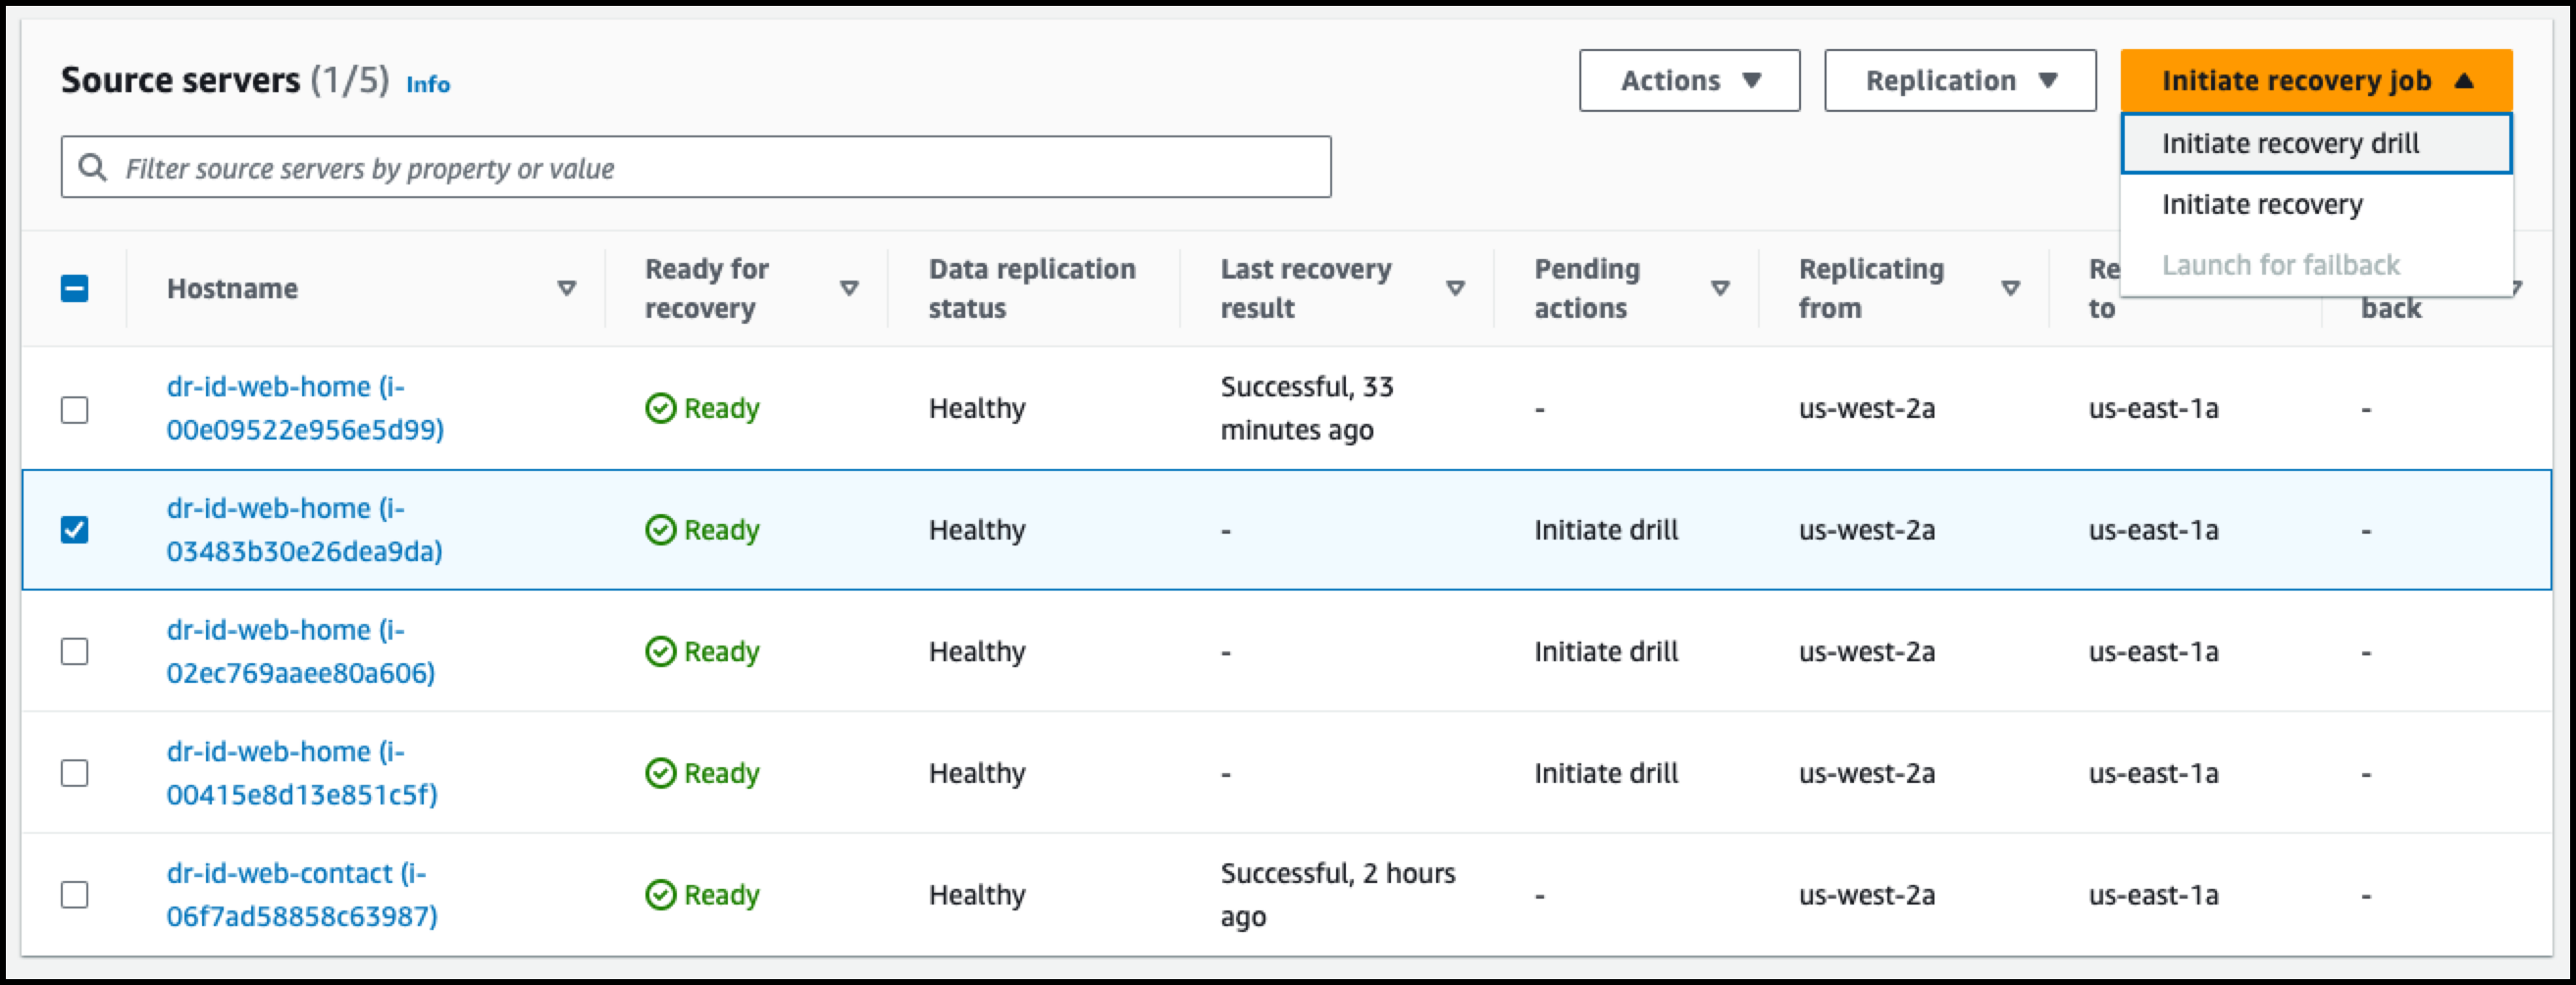 Source servers (1/5) Info
Actions
Replication
Initiate recovery job
Initiate recovery drill
Initiate recovery
Launch for failback
Filter source servers by property or value
Hostname
Ready for
recovery
Data replication
status
Last recovery
result
Pending
actions
Replicating
from
Re
to
back
dr-id-web-home (i-
00e09522e956e5d99)
Ready
Healthy
Successful, 33
minutes ago
-
us-west-2a
us-east-1a
-
dr-id-web-home (i-
03483b30e26dea9da)
Ready
Healthy
-
Initiate drill
us-west-2a
us-east-1a
-
dr-id-web-home (i-
02ec769aaee80a606)
Ready
Healthy
-
Initiate drill
us-west-2a
us-east-1a
-
dr-id-web-home (i-
00415e8d13e851c5f)
Ready
Healthy
-
Initiate drill
us-west-2a
us-east-1a
-
dr-id-web-contact (i-
06f7ad58858c63987)
Ready
Healthy
Successful, 2 hours
ago
-
us-west-2a
us-east-1a
-